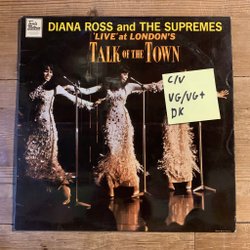 DIANA ROSS and THE SUPREMES
'LIVE' at LONDON'S
TALK OF THE TOWN
C/V
VG/VG+
DK